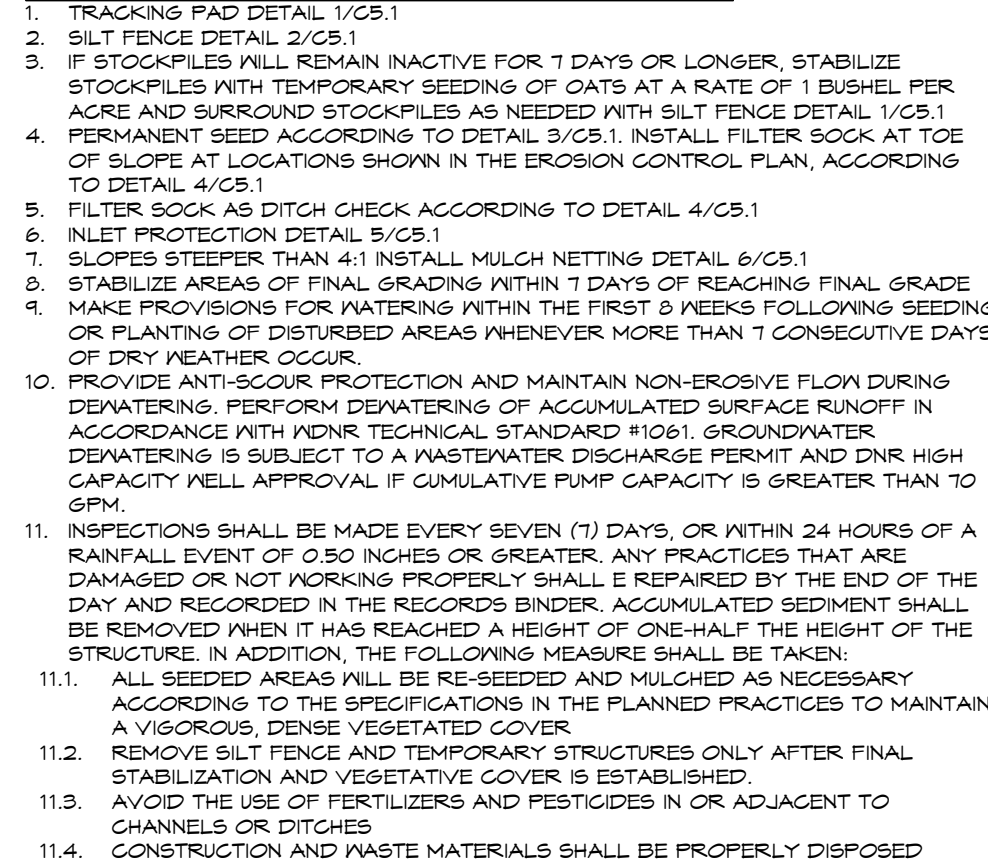 1. TRACKING PAD DETAIL 1/C5.1
2. SILT FENCE DETAIL 2/C5.1
3. IF STOCKPILES WILL REMAIN INACTIVE FOR 7 DAYS OR LONGER, STABILIZE
STOCKPILES WITH TEMPORARY SEEDING OF OATS AT A RATE OF 1 BUSHEL PER
ACRE AND SURROUND STOCKPILES AS NEEDED WITH SILT FENCE DETAIL 1/C5.1
4. PERMANENT SEED ACCORDING TO DETAIL 3/C5.1. INSTALL FILTER SOCK AT TOE
OF SLOPE AT LOCATIONS SHOWN IN THE EROSION CONTROL PLAN, ACCORDING
TO DETAIL 4/C5.1
5. FILTER SOCK AS DITCH CHECK ACCORDING TO DETAIL 4/C5.1
6. INLET PROTECTION DETAIL 5/C5.1
7. SLOPES STEEPER THAN 4:1 INSTALL MULCH NETTING DETAIL 6/C5.1
8. STABILIZE AREAS OF FINAL GRADING WITHIN 7 DAYS OF REACHING FINAL GRADE
9. MAKE PROVISIONS FOR WATERING WITHIN THE FIRST 8 WEEKS FOLLOWING SEEDING
OR PLANTING OF DISTURBED AREAS WHENEVER MORE THAN 7 CONSECUTIVE DAYS
OF DRY WEATHER OCCUR.
10. PROVIDE ANTI-SCOUR PROTECTION AND MAINTAIN NON-EROSIVE FLOW DURING
DEWATERING. PERFORM DEWATERING OF ACCUMULATED SURFACE RUNOFF IN
ACCORDANCE WITH WDNR TECHNICAL STANDARD #1061. GROUNDWATER
DEWATERING IS SUBJECT TO A WASTEWATER DISCHARGE PERMIT AND DNR HIGH
CAPACITY WELL APPROVAL IF CUMULATIVE PUMP CAPACITY IS GREATER THAN 70
GPM.
11. INSPECTIONS SHALL BE MADE EVERY SEVEN (7) DAYS, OR WITHIN 24 HOURS OF A
RAINFALL EVENT OF 0.50 INCHES OR GREATER. ANY PRACTICES THAT ARE
DAMAGED OR NOT WORKING PROPERLY SHALL E REPAIRED BY THE END OF THE
DAY AND RECORDED IN THE RECORDS BINDER. ACCUMULATED SEDIMENT SHALL
BE REMOVED WHEN IT HAS REACHED A HEIGHT OF ONE-HALF THE HEIGHT OF THE
STRUCTURE. IN ADDITION, THE FOLLOWING MEASURE SHALL BE TAKEN:
11.1. ALL SEEDED AREAS WILL BE RE-SEEDED AND MULCHED AS NECESSARY
ACCORDING TO THE SPECIFICATIONS IN THE PLANNED PRACTICES TO MAINTAIN
A VIGOROUS, DENSE VEGETATED COVER
11.2. REMOVE SILT FENCE AND TEMPORARY STRUCTURES ONLY AFTER FINAL
STABILIZATION AND VEGETATIVE COVER IS ESTABLISHED.
11.3. AVOID THE USE OF FERTILIZERS AND PESTICIDES IN OR ADJACENT TO
CHANNELS OR DITCHES
11.4. CONSTRUCTION AND WASTE MATERIALS SHALL BE PROPERLY DISPOSED